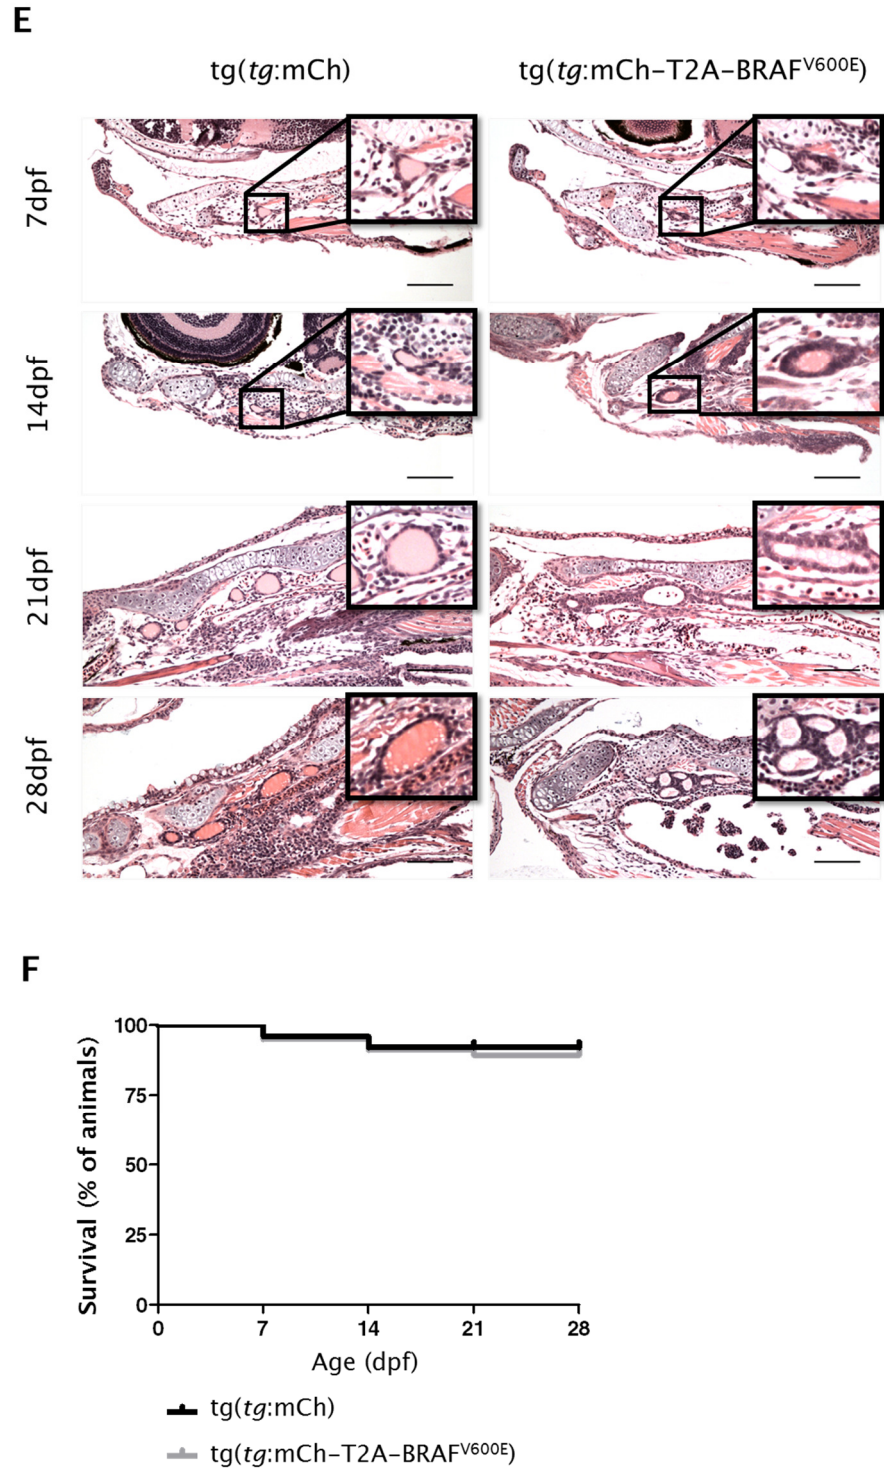 E
tg(tg:mCh)
tg(tg:mCh-T2A-BRAFV600E)
7dpf
14dpf
21dpf
28dpf
F
Survival (% of animals)
100
75
50
25
0
0 7 14 21 28
Age (dpf)
tg(tg:mCh)
tg(tg:mCh-T2A-BRAFV600E)